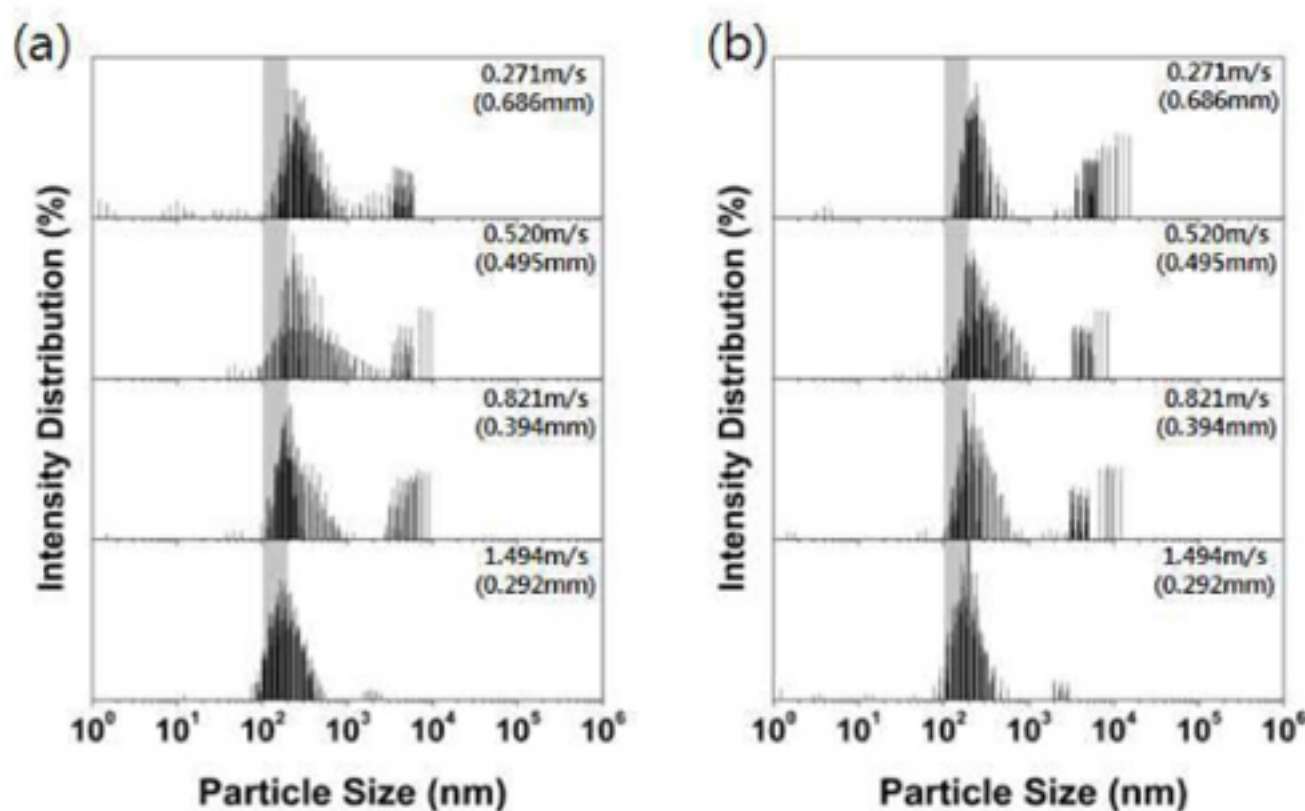 (a)
Intensity Distribution (%)
0.271m/s
(0.686mm)
0.520m/s
(0.495mm)
0.821m/s
(0.394mm)
1.494m/s
(0.292mm)
10⁰ 10¹ 10² 10³ 10⁴ 10⁵ 10⁶
Particle Size (nm)
(b)
Intensity Distribution (%)
0.271m/s
(0.686mm)
0.520m/s
(0.495mm)
0.821m/s
(0.394mm)
1.494m/s
(0.292mm)
10⁰ 10¹ 10² 10³ 10⁴ 10⁵ 10⁶
Particle Size (nm)